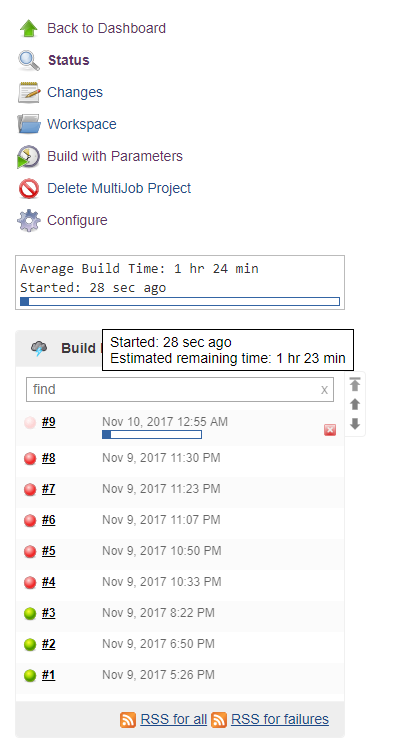 Back to Dashboard
Status
Changes
Workspace
Build with Parameters
Delete MultiJob Project
Configure
Average Build Time: 1 hr 24 min
Started: 28 sec ago
Build
Started: 28 sec ago
Estimated remaining time: 1 hr 23 min
find x
#9 Nov 10, 2017 12:55 AM
#8 Nov 9, 2017 11:30 PM
#7 Nov 9, 2017 11:23 PM
#6 Nov 9, 2017 11:07 PM
#5 Nov 9, 2017 10:50 PM
#4 Nov 9, 2017 10:33 PM
#3 Nov 9, 2017 8:22 PM
#2 Nov 9, 2017 6:50 PM
#1 Nov 9, 2017 5:26 PM
RSS for all RSS for failures